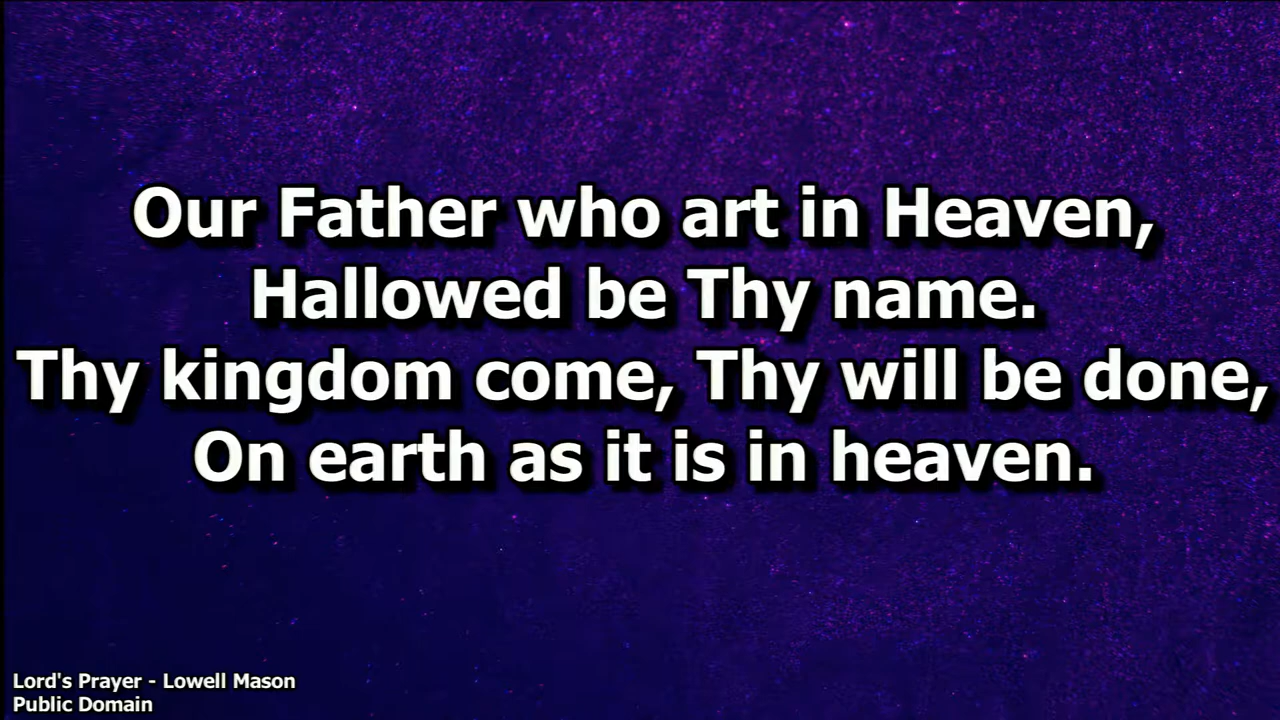 Our Father who art in Heaven,
Hallowed be Thy name.
Thy kingdom come, Thy will be done,
On earth as it is in heaven.
Lord's Prayer - Lowell Mason
Public Domain